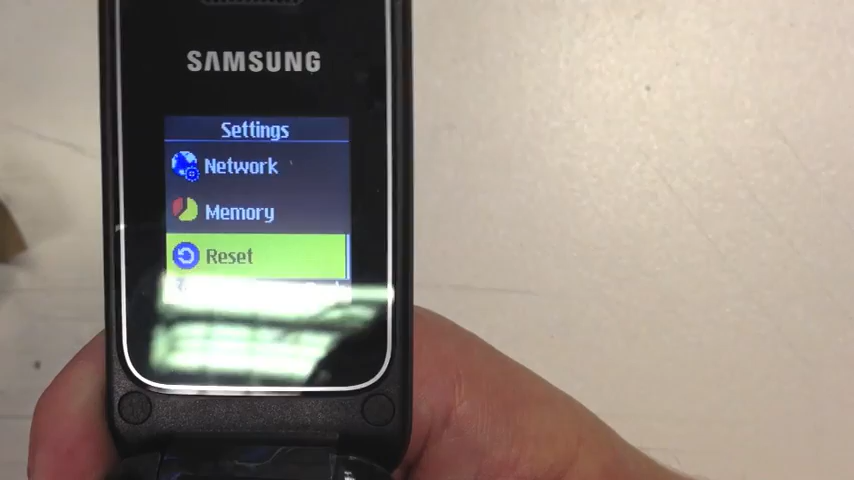 SAMSUNG
Settings
Network
Memory
Reset